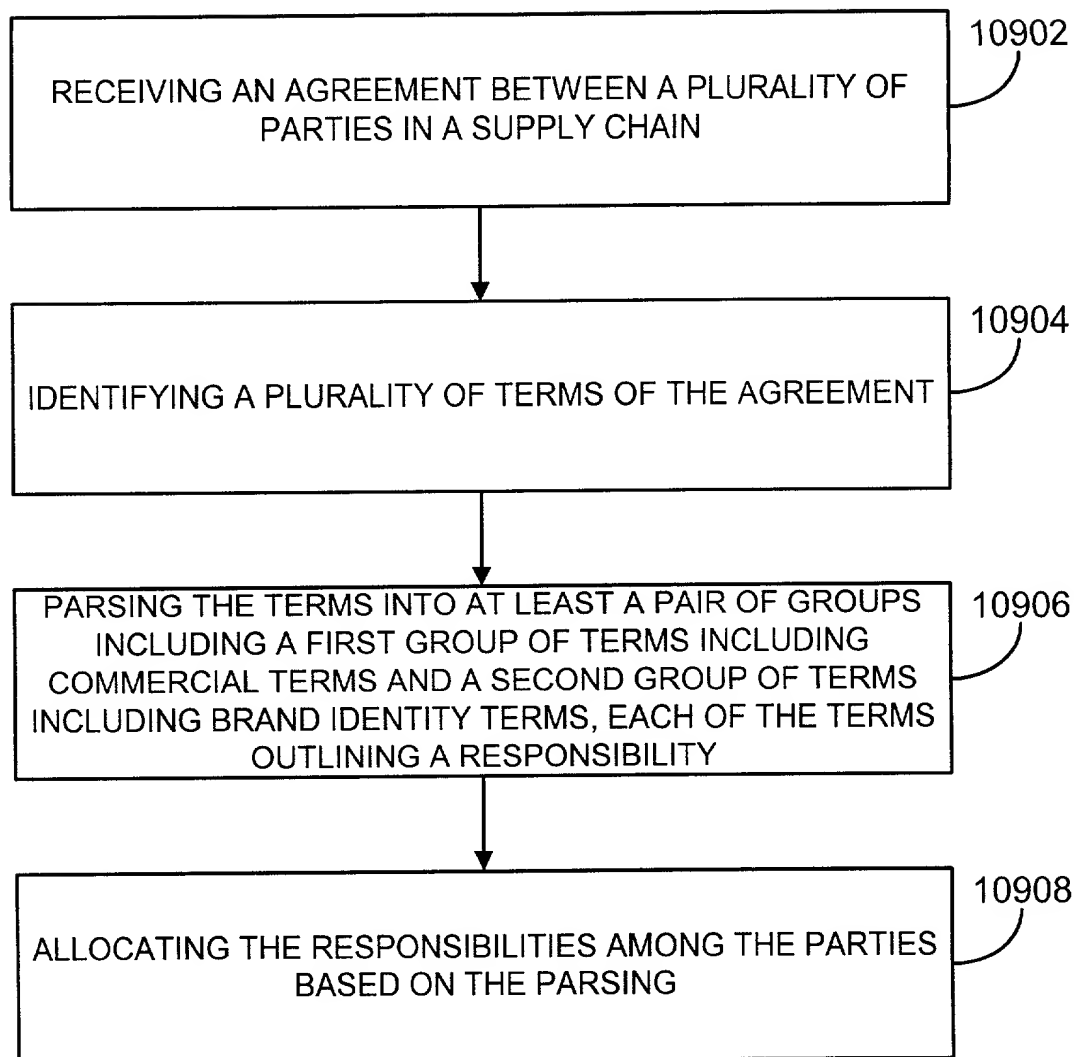 10902
RECEIVING AN AGREEMENT BETWEEN A PLURALITY OF
PARTIES IN A SUPPLY CHAIN
10904
IDENTIFYING A PLURALITY OF TERMS OF THE AGREEMENT
10906
PARSING THE TERMS INTO AT LEAST A PAIR OF GROUPS
INCLUDING A FIRST GROUP OF TERMS INCLUDING
COMMERCIAL TERMS AND A SECOND GROUP OF TERMS
INCLUDING BRAND IDENTITY TERMS, EACH OF THE TERMS
OUTLINING A RESPONSIBILITY
10908
ALLOCATING THE RESPONSIBILITIES AMONG THE PARTIES
BASED ON THE PARSING